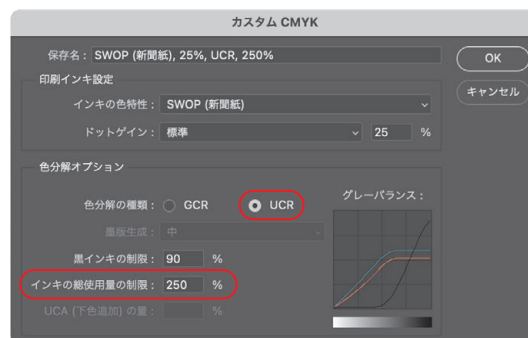 カスタム CMYK
保存名： SWOP (新聞紙), 25%, UCR, 250%
OK
キャンセル
印刷インキ設定
インキの色特性： SWOP (新聞紙)
ドットゲイン： 標準 25 %
色分解オプション
色分解の種類： GCR UCR
グレーバランス：
墨版生成： 中
黒インキの制限： 90 %
インキの総使用量の制限： 250 %
UCA (下色追加) の量： %